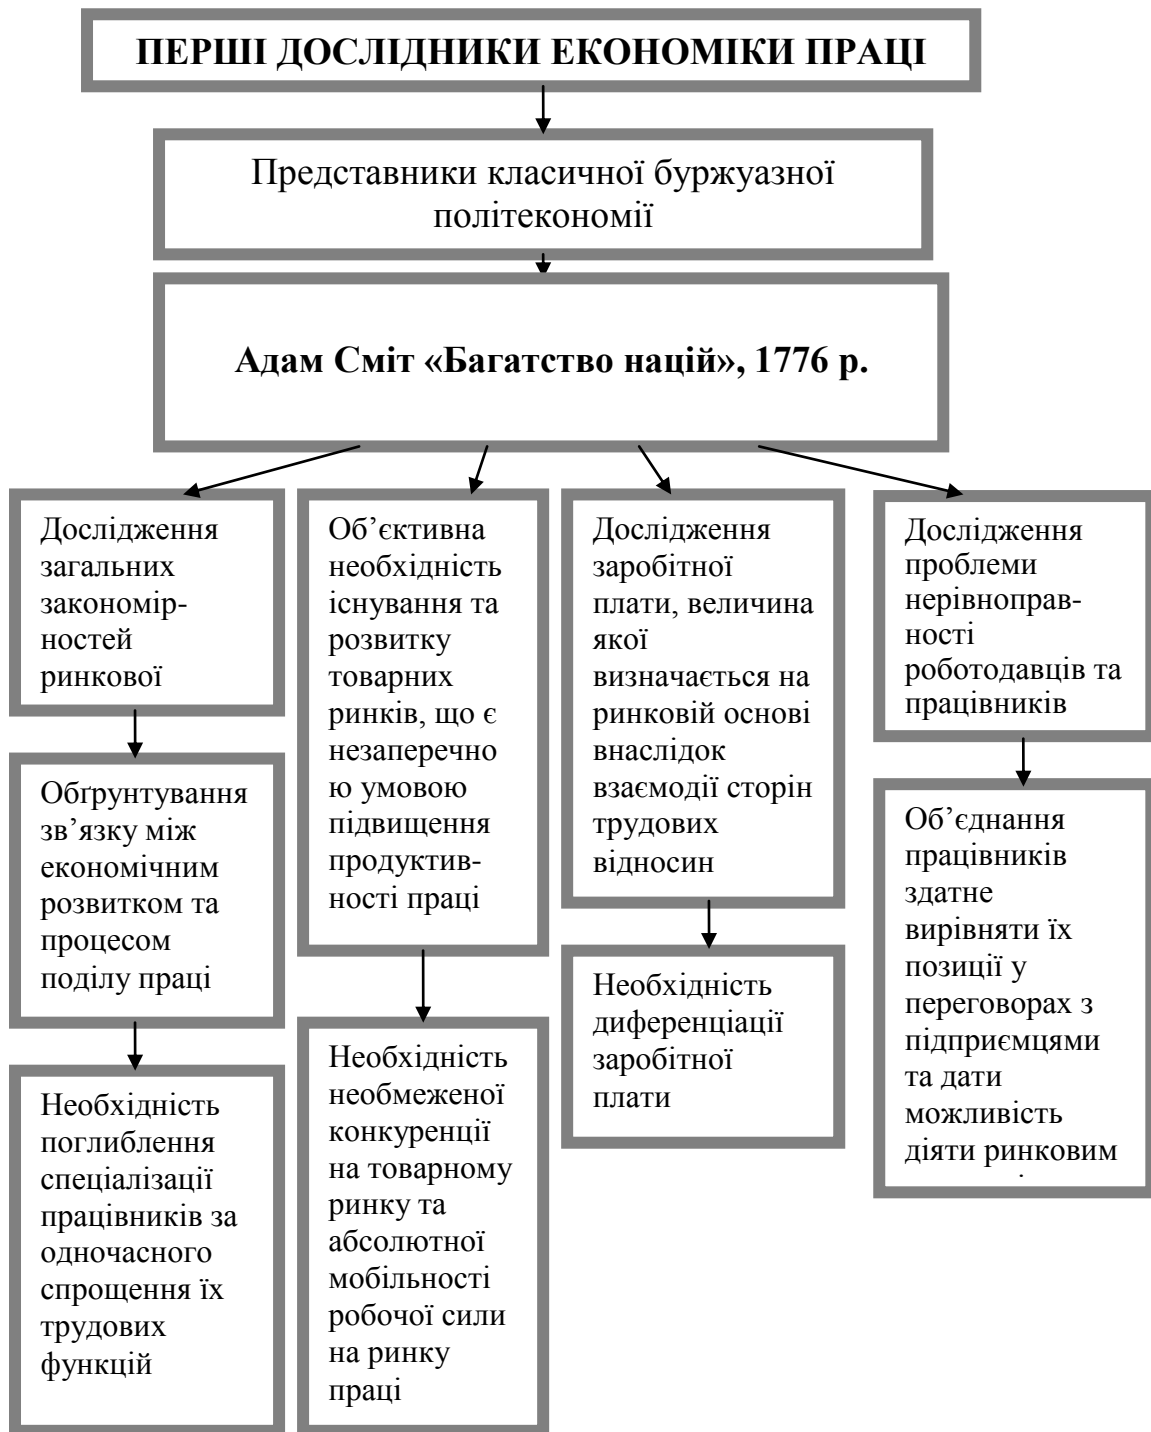 ПЕРШІ ДОСЛІДНИКИ ЕКОНОМІКИ ПРАЦІ
Представники класичної буржуазної
політекономії
Адам Сміт «Багатство націй», 1776 р.
Дослідження
загальних
закономір-
ностей
ринкової
Обґрунтування
зв’язку між
економічним
розвитком та
процесом
поділу праці
Необхідність
поглиблення
спеціалізації
працівників за
одночасного
спрощення їх
трудових
функцій
Об’єктивна
необхідність
існування та
розвитку
товарних
ринків, що є
незаперечно
ю умовою
підвищення
продуктив-
ності праці
Необхідність
необмеженої
конкуренції
на товарному
ринку та
абсолютної
мобільності
робочої сили
на ринку
праці
Дослідження
заробітної
плати, величина
якої
визначається на
ринковій основі
внаслідок
взаємодії сторін
трудових
відносин
Необхідність
диференціації
заробітної
плати
Дослідження
проблеми
нерівноправ-
ності
роботодавців та
працівників
Об’єднання
працівників
здатне
вирівняти їх
позиції у
переговорах з
підприємцями
та дати
можливість
діяти ринковим